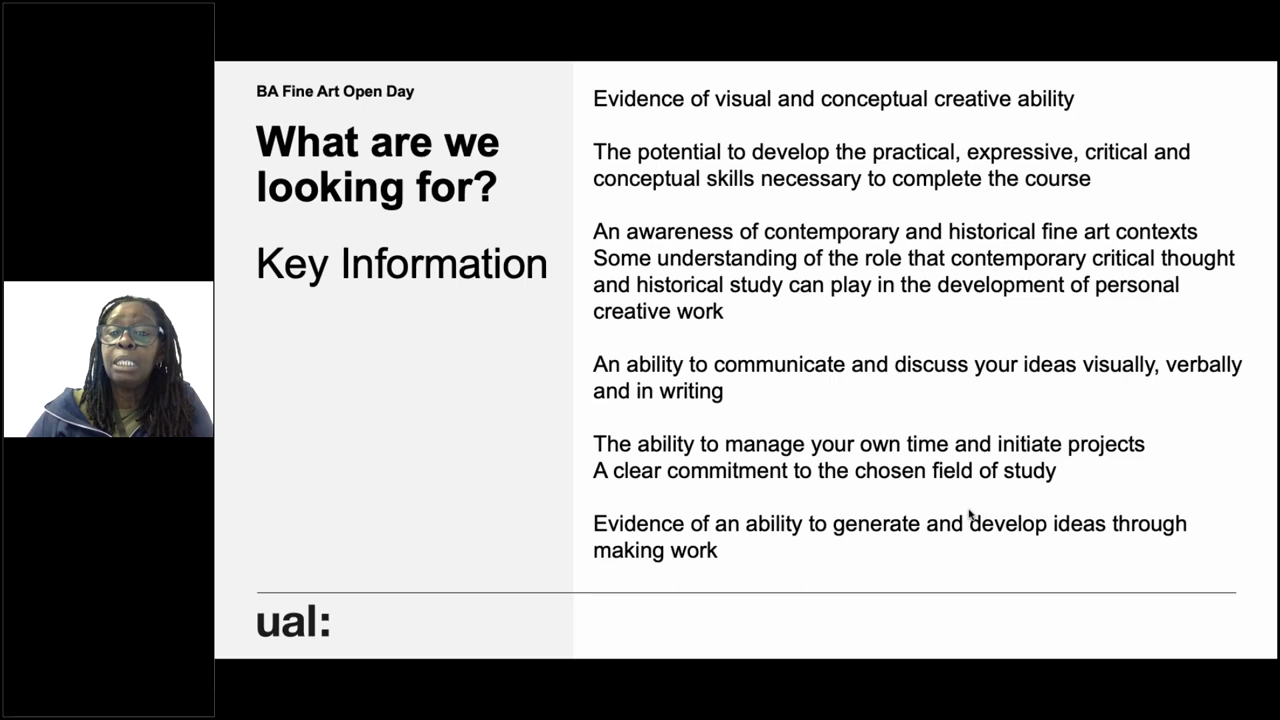 BA Fine Art Open Day
What are we
looking for?
Key Information
Evidence of visual and conceptual creative ability
The potential to develop the practical, expressive, critical and
conceptual skills necessary to complete the course
An awareness of contemporary and historical fine art contexts
Some understanding of the role that contemporary critical thought
and historical study can play in the development of personal
creative work
An ability to communicate and discuss your ideas visually, verbally
and in writing
The ability to manage your own time and initiate projects
A clear commitment to the chosen field of study
Evidence of an ability to generate and develop ideas through
making work
ual: